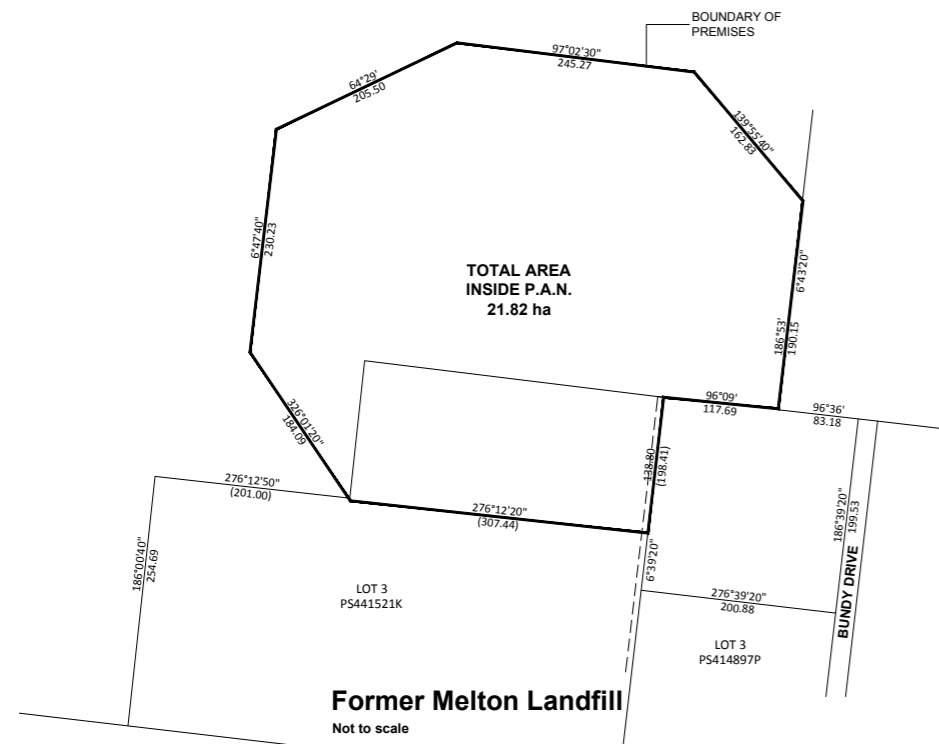 BOUNDARY OF
PREMISES
97°02'30"
245.27
64°29'
205.50
139°55'40"
162.83
6°47'40"
230.23
6°43'20"
TOTAL AREA
INSIDE P.A.N.
21.82 ha
186°53'
190.15
326°01'20"
184.09
96°09'
117.69
96°36'
83.18
138.80
(198.41)
276°12'50"
(201.00)
276°12'20"
(307.44)
186°39'20"
199.53
186°00'40"
254.69
6°39'20"
LOT 3
PS441521K
276°39'20"
200.88
BUNDY DRIVE
LOT 3
PS414897P
Former Melton Landfill
Not to scale